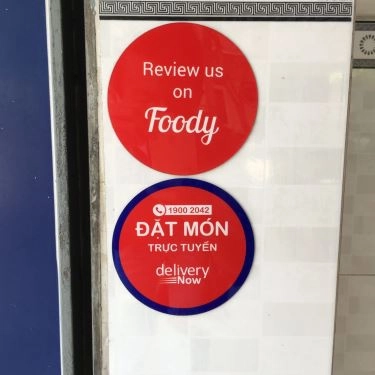 Review us
on
Foody
1900 2042
ĐẶT MÓN
TRỰC TUYẾN
delivery
Now